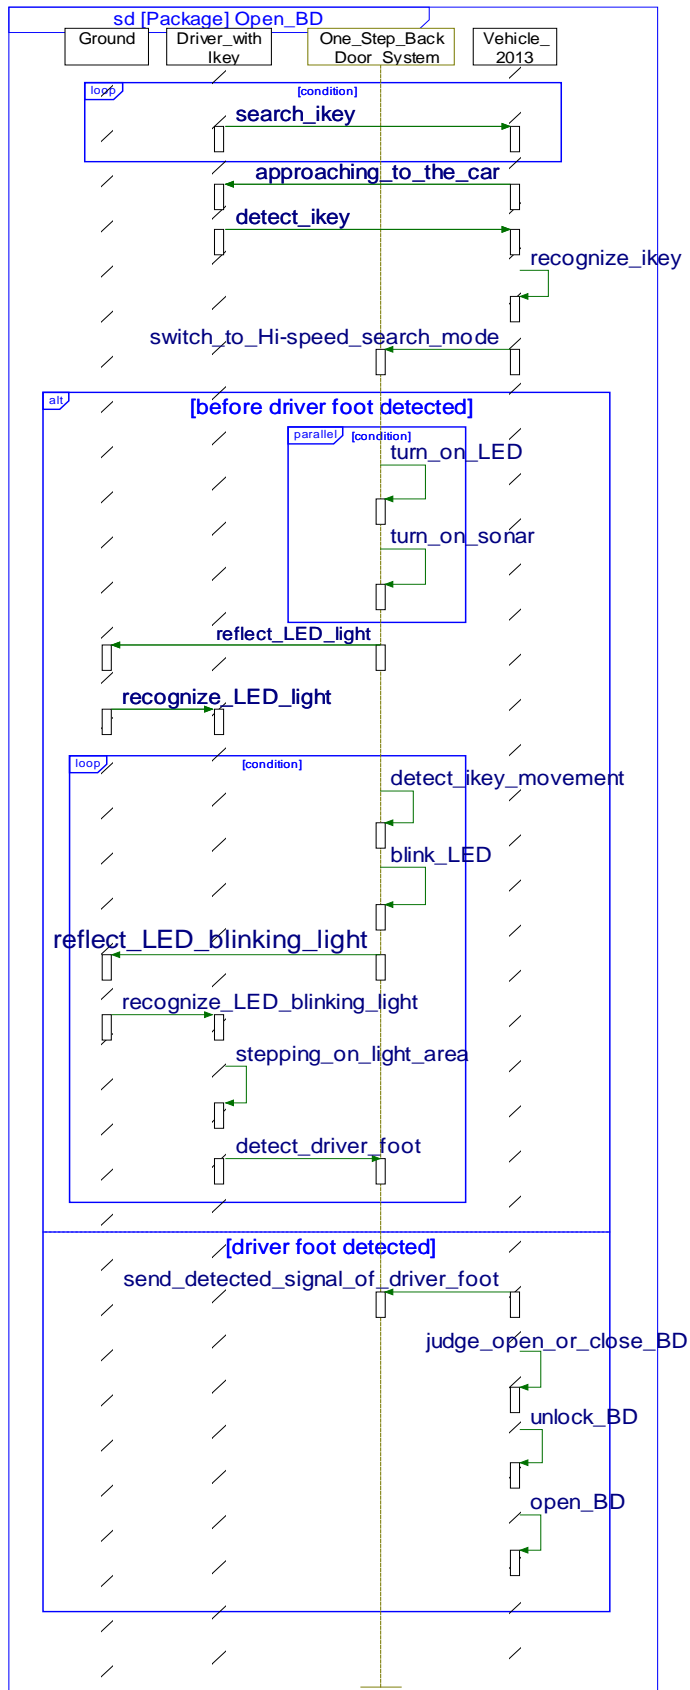 sd [Package] Open_BD
Ground
Driver_with
Ikey
One_Step_Back
Door_System
Vehicle_
2013
loop
[condition]
search_ikey
approaching_to_the_car
detect_ikey
recognize_ikey
switch_to_Hi-speed_search_mode
alt
[before driver foot detected]
parallel
[condition]
turn_on_LED
turn_on_sonar
reflect_LED_light
recognize_LED_light
loop
[condition]
detect_ikey_movement
blink_LED
reflect_LED_blinking_light
recognize_LED_blinking_light
stepping_on_light_area
detect_driver_foot
[driver foot detected]
send_detected_signal_of_driver_foot
judge_open_or_close_BD
unlock_BD
open_BD